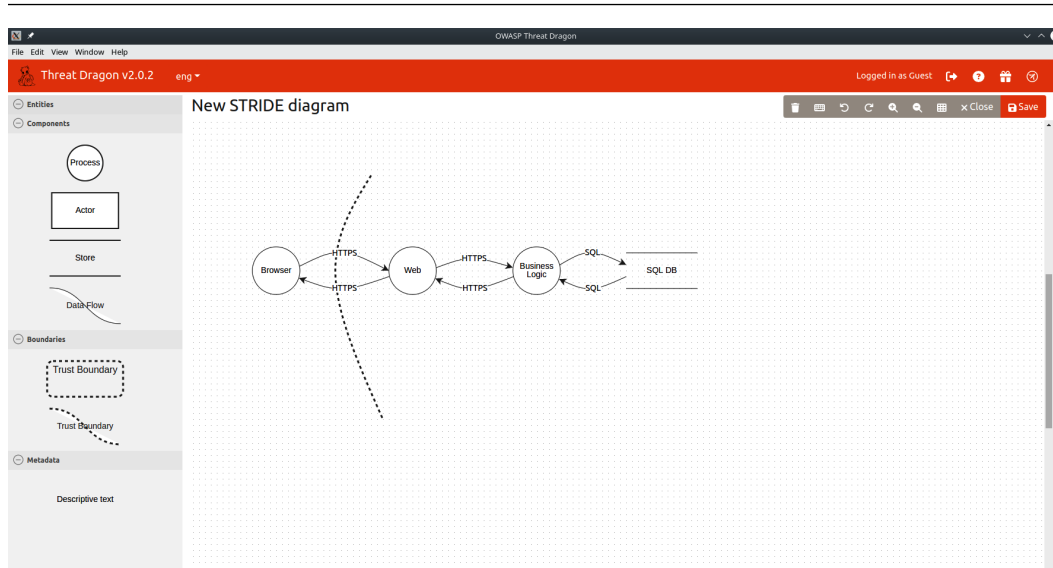 OWASP Threat Dragon
File Edit View Window Help
Threat Dragon v2.0.2 eng Logged in as Guest
Entities
New STRIDE diagram
Close Save
Components
Process
Actor
Store
Data Flow
HTTPS HTTPS SQL
Browser Web Business Logic SQL DB
HTTPS HTTPS SQL
Boundaries
Trust Boundary
Trust Boundary
Metadata
Descriptive text